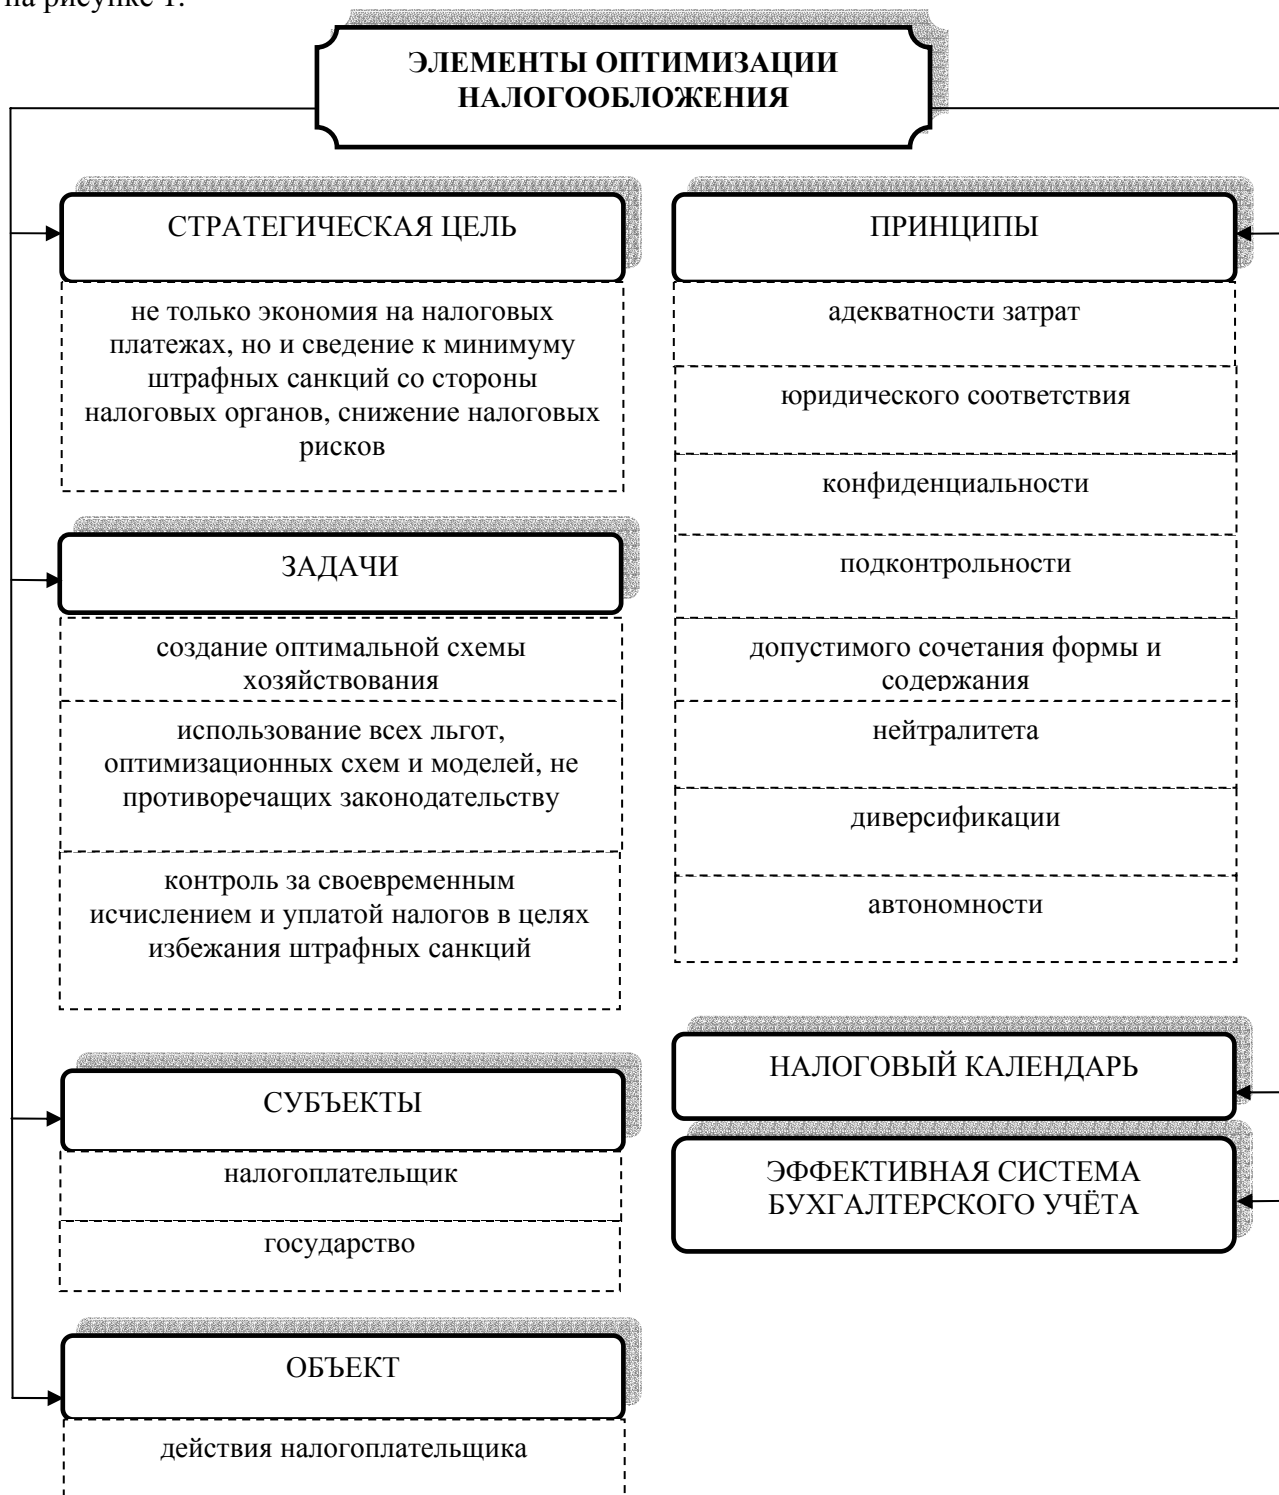 на рисунке 1.
ЭЛЕМЕНТЫ ОПТИМИЗАЦИИ
НАЛОГООБЛОЖЕНИЯ
СТРАТЕГИЧЕСКАЯ ЦЕЛЬ
не только экономия на налоговых
платежах, но и сведение к минимуму
штрафных санкций со стороны
налоговых органов, снижение налоговых
рисков
ЗАДАЧИ
создание оптимальной схемы
хозяйствования
использование всех льгот,
оптимизационных схем и моделей, не
противоречащих законодательству
контроль за своевременным
исчислением и уплатой налогов в целях
избежания штрафных санкций
СУБЪЕКТЫ
налогоплательщик
государство
ОБЪЕКТ
действия налогоплательщика
ПРИНЦИПЫ
адекватности затрат
юридического соответствия
конфиденциальности
подконтрольности
допустимого сочетания формы и
содержания
нейтралитета
диверсификации
автономности
НАЛОГОВЫЙ КАЛЕНДАРЬ
ЭФФЕКТИВНАЯ СИСТЕМА
БУХГАЛТЕРСКОГО УЧЁТА